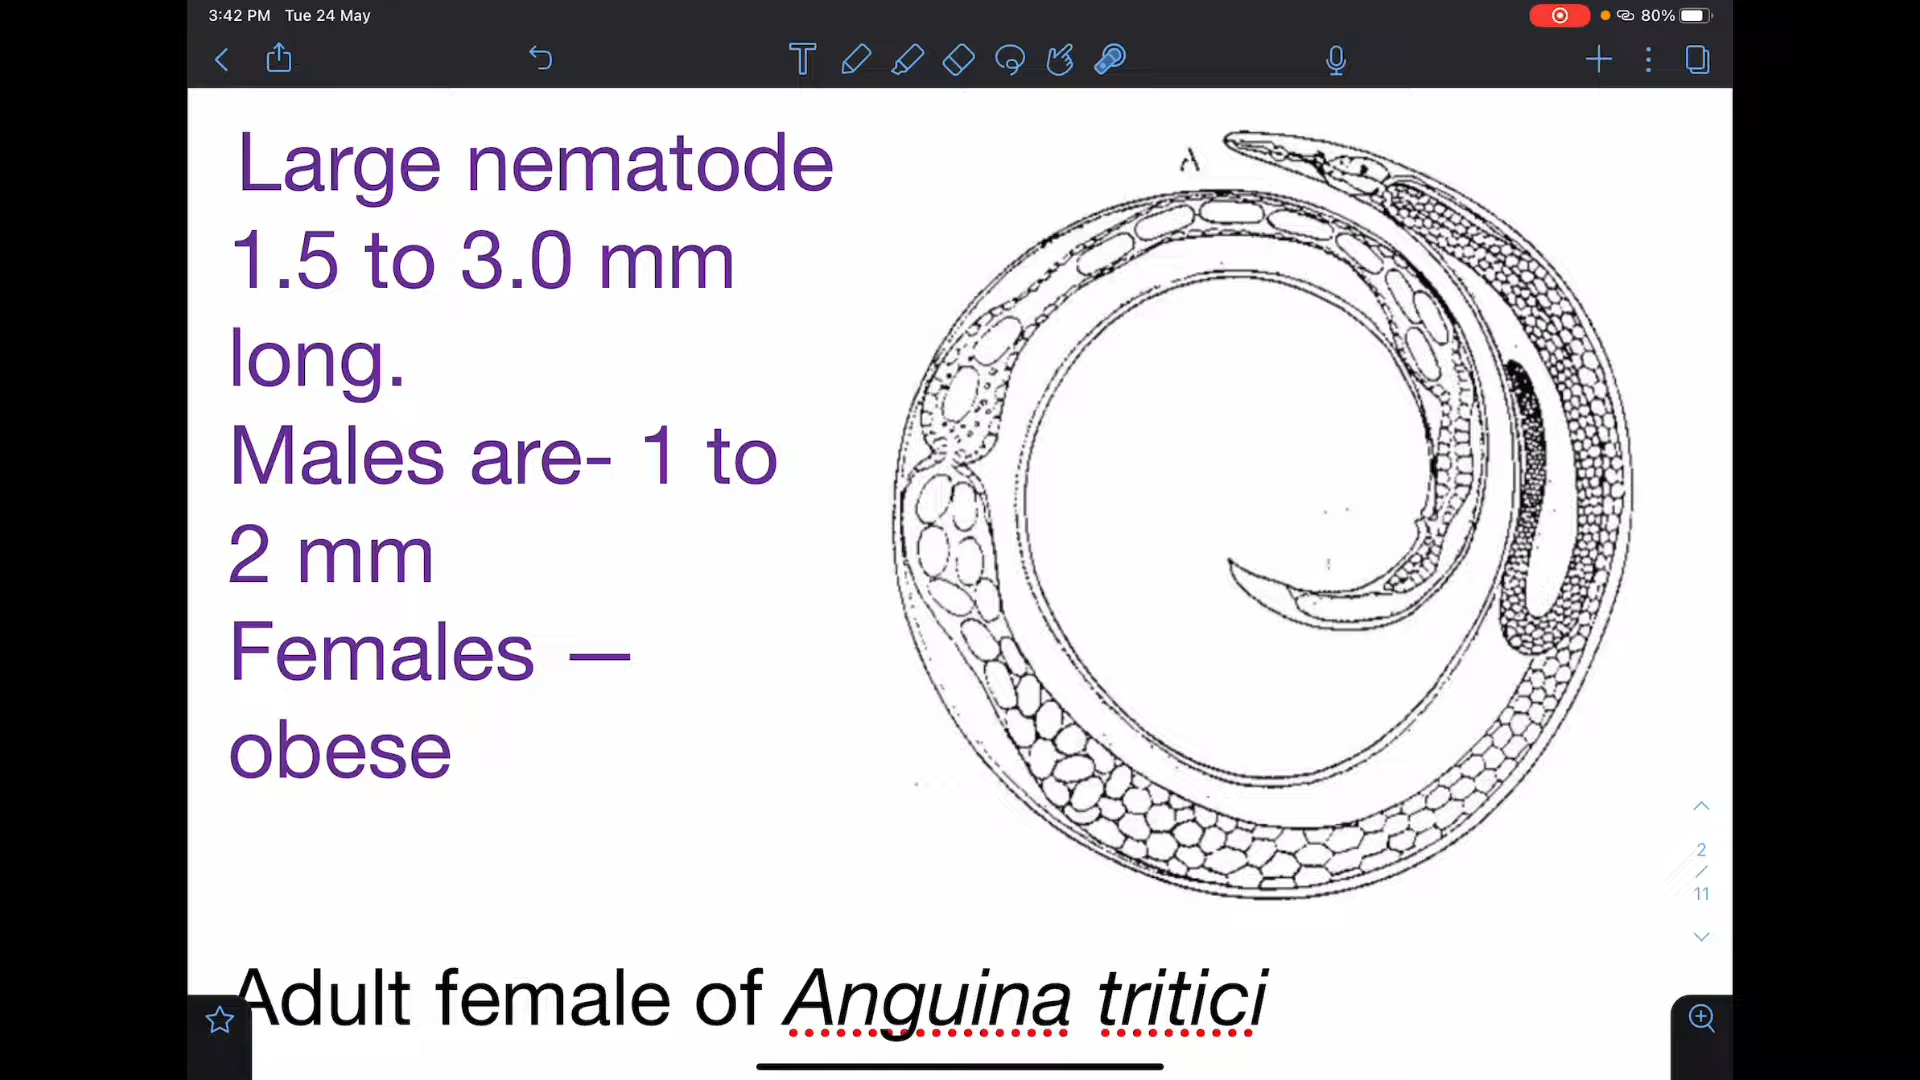 3:42 PM Tue 24 May
80%
Large nematode
1.5 to 3.0 mm
long.
Males are- 1 to
2 mm
Females —
obese
A
2
/
11
Adult female of Anguina tritici